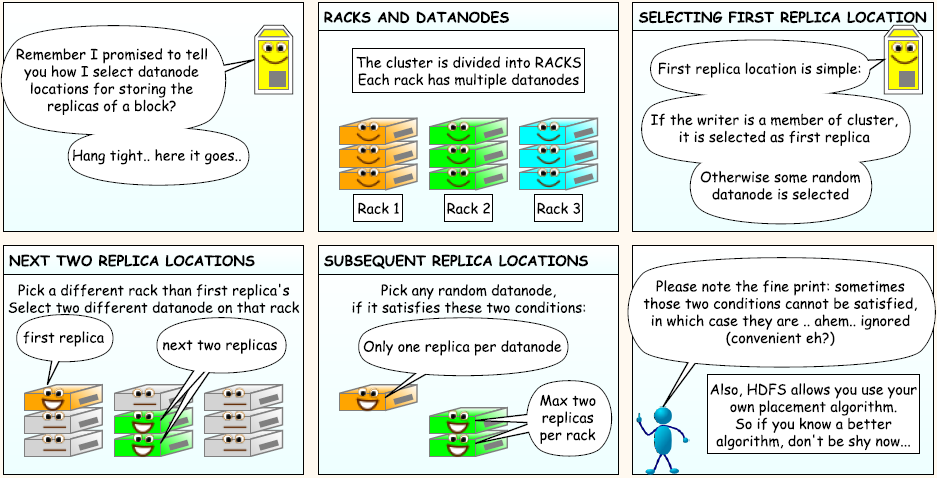 Remember I promised to tell
you how I select datanode
locations for storing the
replicas of a block?
Hang tight.. here it goes..
RACKS AND DATANODES
The cluster is divided into RACKS
Each rack has multiple datanodes
Rack 1
Rack 2
Rack 3
SELECTING FIRST REPLICA LOCATION
First replica location is simple:
If the writer is a member of cluster,
it is selected as first replica
Otherwise some random
datanode is selected
NEXT TWO REPLICA LOCATIONS
Pick a different rack than first replica's
Select two different datanode on that rack
first replica
next two replicas
SUBSEQUENT REPLICA LOCATIONS
Pick any random datanode,
if it satisfies these two conditions:
Only one replica per datanode
Max two
replicas
per rack
Please note the fine print: sometimes
those two conditions cannot be satisfied,
in which case they are .. ahem.. ignored
(convenient eh?)
Also, HDFS allows you use your
own placement algorithm.
So if you know a better
algorithm, don't be shy now...